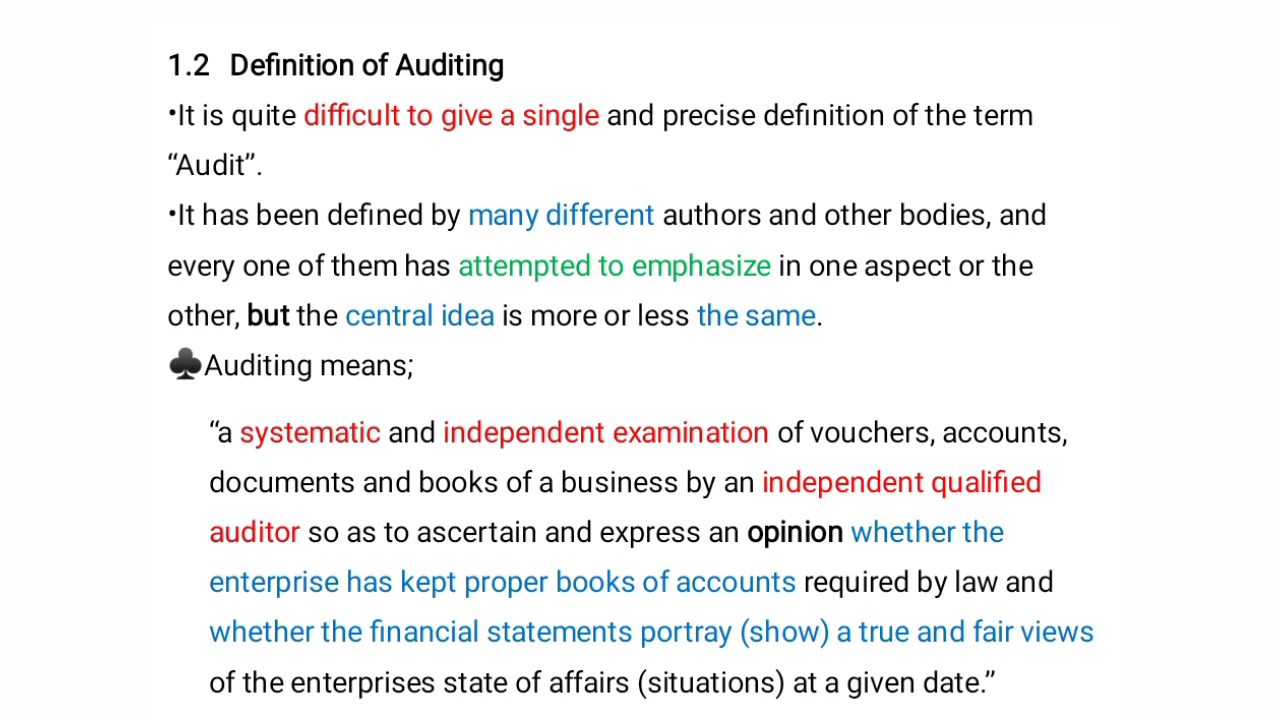 1.2 Definition of Auditing
•It is quite difficult to give a single and precise definition of the term
“Audit”.
•It has been defined by many different authors and other bodies, and
every one of them has attempted to emphasize in one aspect or the
other, but the central idea is more or less the same.
♣Auditing means;
“a systematic and independent examination of vouchers, accounts,
documents and books of a business by an independent qualified
auditor so as to ascertain and express an opinion whether the
enterprise has kept proper books of accounts required by law and
whether the financial statements portray (show) a true and fair views
of the enterprises state of affairs (situations) at a given date.”